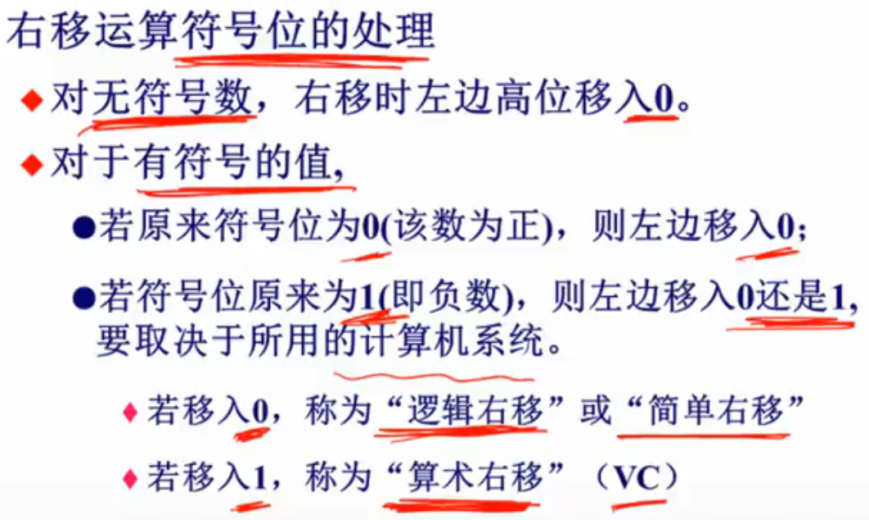 右移运算符号位的处理
对无符号数，右移时左边高位移入0。
对于有符号的值,
若原来符号位为0(该数为正)，则左边移入0；
若符号位原来为1(即负数)，则左边移入0还是1,
要取决于所用的计算机系统。
若移入0，称为“逻辑右移”或“简单右移”
若移入1，称为“算术右移”（VC）